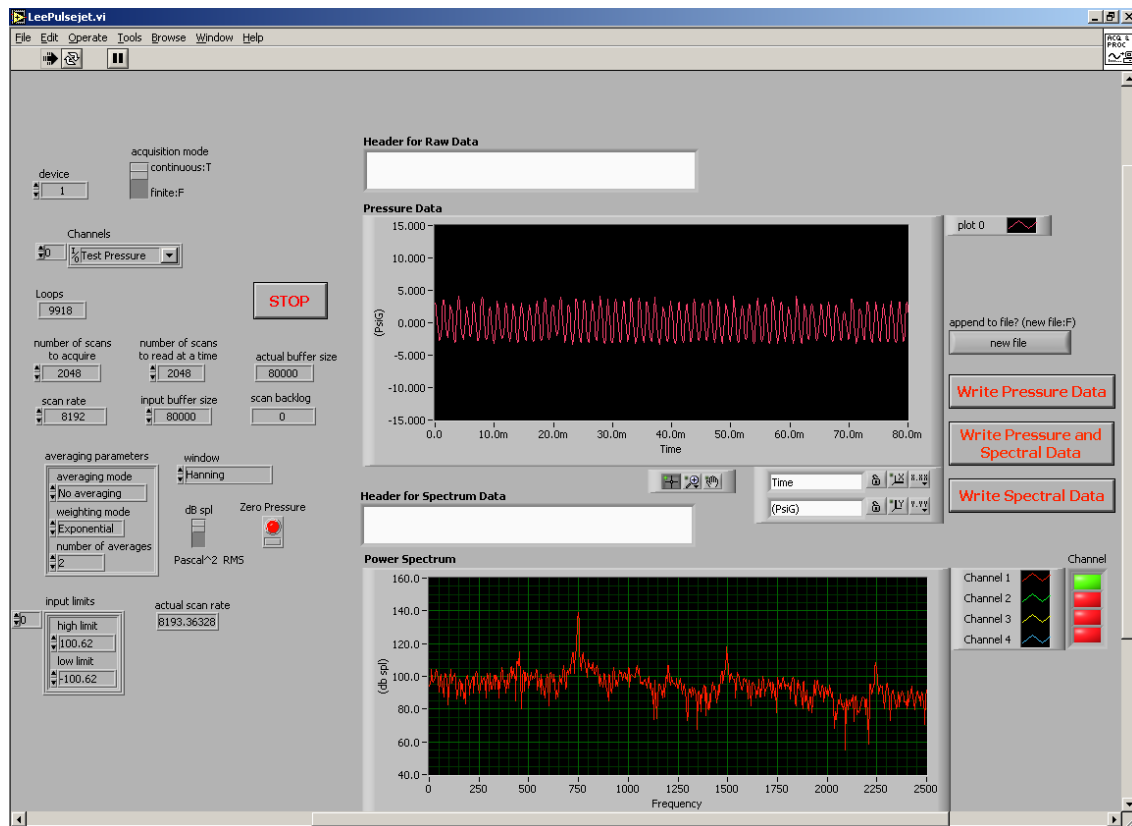 LeePulsejet.vi
File Edit Operate Tools Browse Window Help
ACQ &
PROC
device
1
acquisition mode
continuous:T
finite:F
Channels
0
Test Pressure
Loops
9918
STOP
number of scans
to acquire
2048
number of scans
to read at a time
2048
actual buffer size
80000
scan rate
8192
input buffer size
80000
scan backlog
0
averaging parameters
averaging mode
No averaging
weighting mode
Exponential
number of averages
2
window
Hanning
dB spl
Pascal^2 RMS
Zero Pressure
input limits
0
high limit
100.62
low limit
-100.62
actual scan rate
8193.36328
Header for Raw Data
Pressure Data
15.000
10.000
5.000
0.000
-5.000
-10.000
-15.000
(PsiG)
0.0 10.0m 20.0m 30.0m 40.0m 50.0m 60.0m 70.0m 80.0m
Time
plot 0
append to file? (new file:F)
new file
Write Pressure Data
Write Pressure and
Spectral Data
Write Spectral Data
Time
(PsiG)
Header for Spectrum Data
Power Spectrum
160.0
140.0
120.0
100.0
80.0
60.0
40.0
(db spl)
0 250 500 750 1000 1250 1500 1750 2000 2250 2500
Frequency
Channel
Channel 1
Channel 2
Channel 3
Channel 4